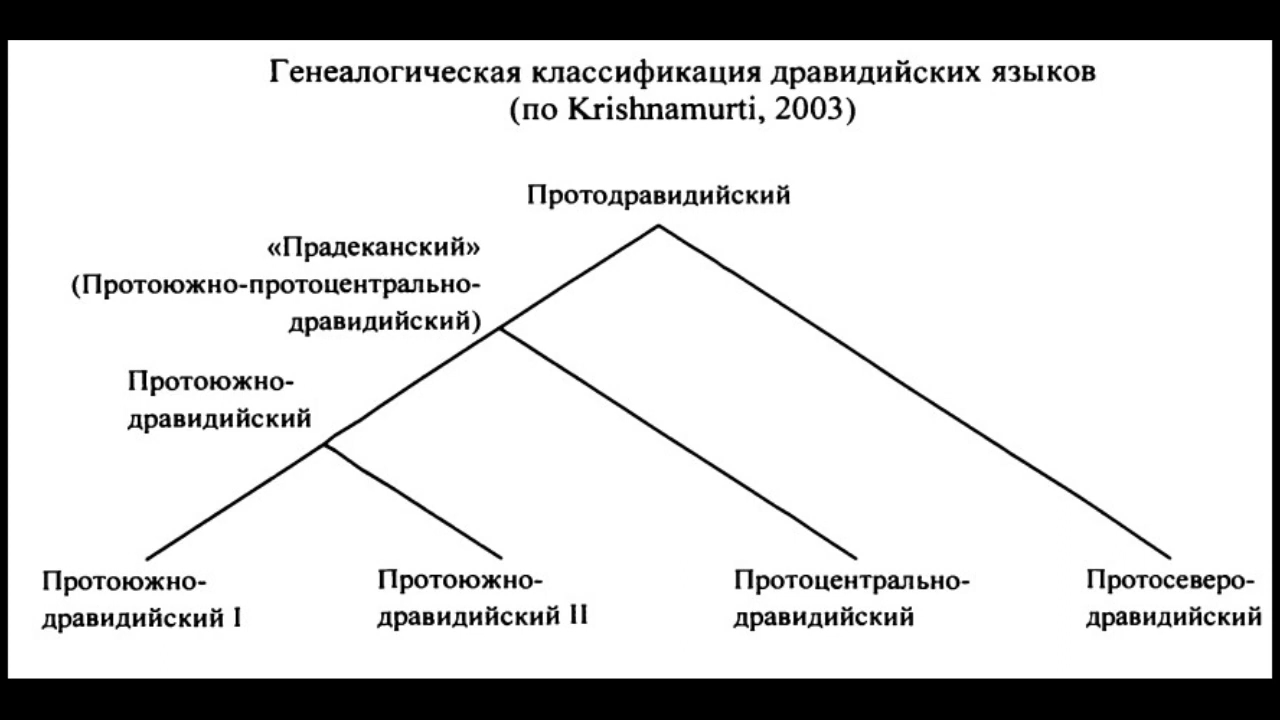 Генеалогическая классификация дравидийских языков
(по Krishnamurti, 2003)
Протодравидийский
«Прадеканский»
(Протоюжно-протоцентрально-
дравидийский)
Протоюжно-
дравидийский
Протоюжно-
дравидийский I
Протоюжно-
дравидийский II
Протоцентрально-
дравидийский
Протосеверо-
дравидийский